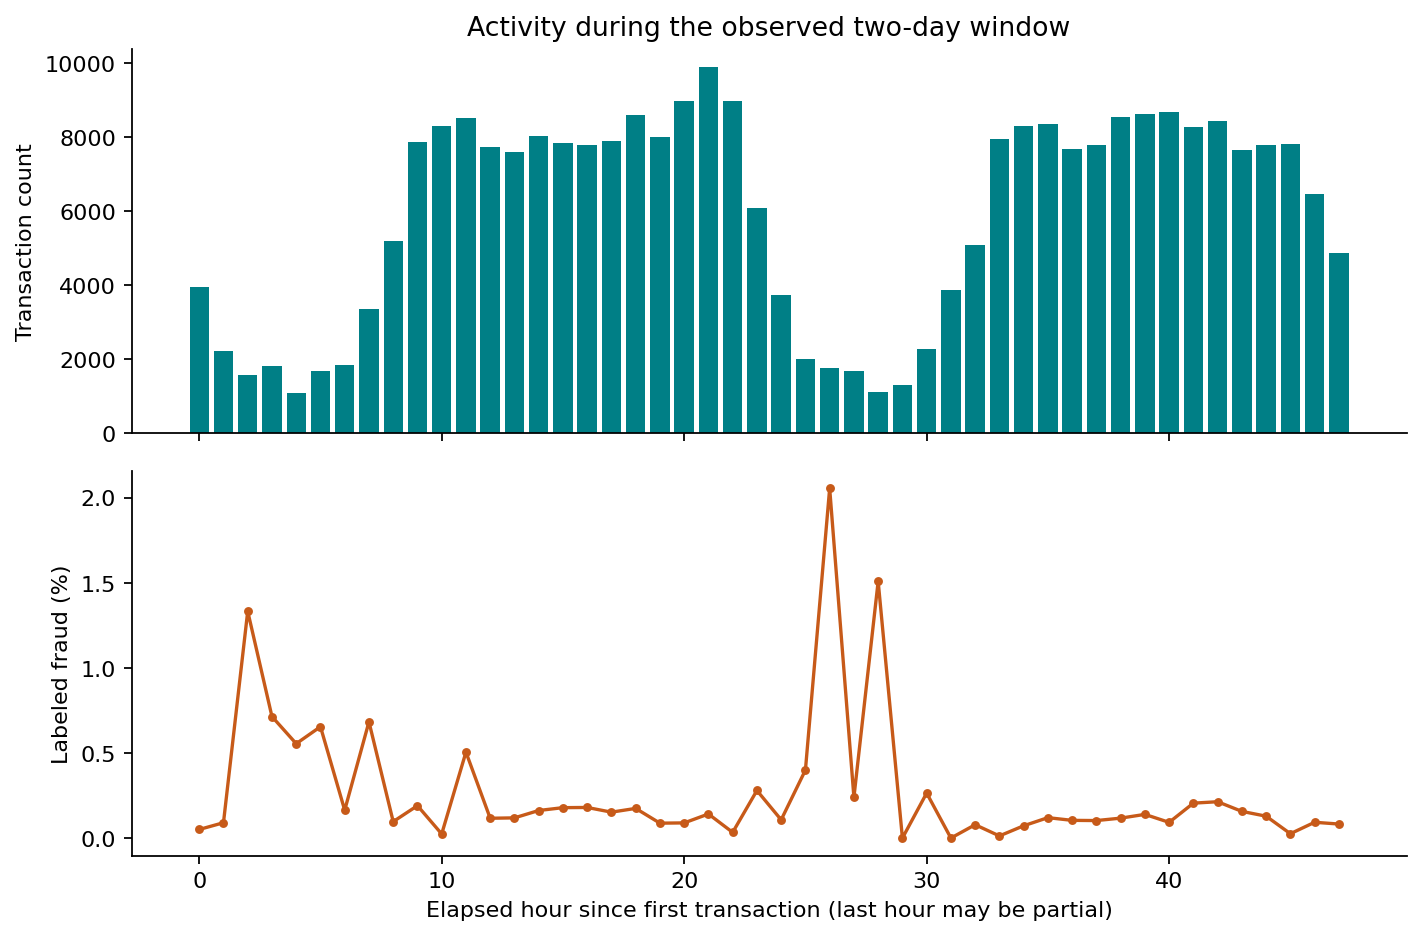 Activity during the observed two-day window
Transaction count
10000
8000
6000
4000
2000
0
Labeled fraud (%)
2.0
1.5
1.0
0.5
0.0
0 10 20 30 40
Elapsed hour since first transaction (last hour may be partial)